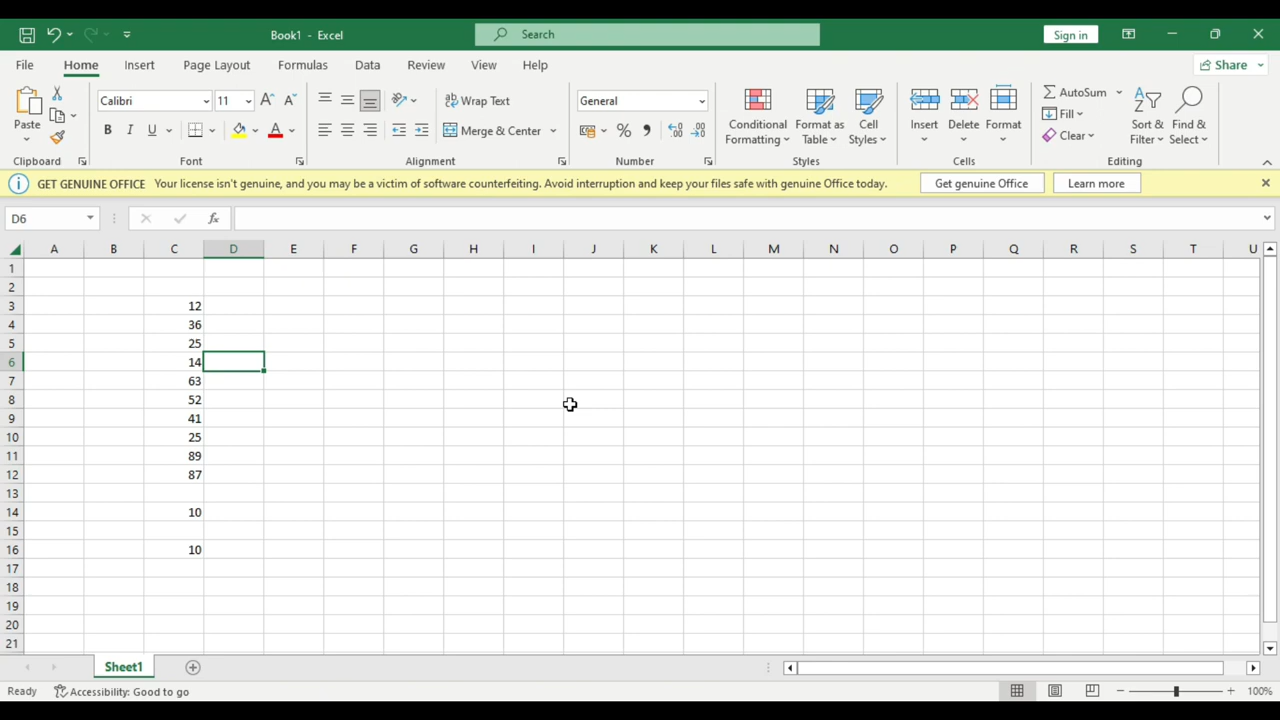 Book1 - Excel
Search
Sign in
File Home Insert Page Layout Formulas Data Review View Help
Share
Paste
Calibri 11
B I U
Wrap Text
Merge & Center
General
Conditional Formatting
Format as Table
Cell Styles
Insert
Delete
Format
AutoSum
Fill
Clear
Sort & Filter
Find & Select
Clipboard Font Alignment Number Styles Cells Editing
GET GENUINE OFFICE Your license isn't genuine, and you may be a victim of software counterfeiting. Avoid interruption and keep your files safe with genuine Office today. Get genuine Office Learn more
D6 fx
A B C D E F G H I J K L M N O P Q R S T U
1
2
3 12
4 36
5 25
6 14
7 63
8 52
9 41
10 25
11 89
12 87
13
14 10
15
16 10
17
18
19
20
21
Sheet1
Ready Accessibility: Good to go 100%